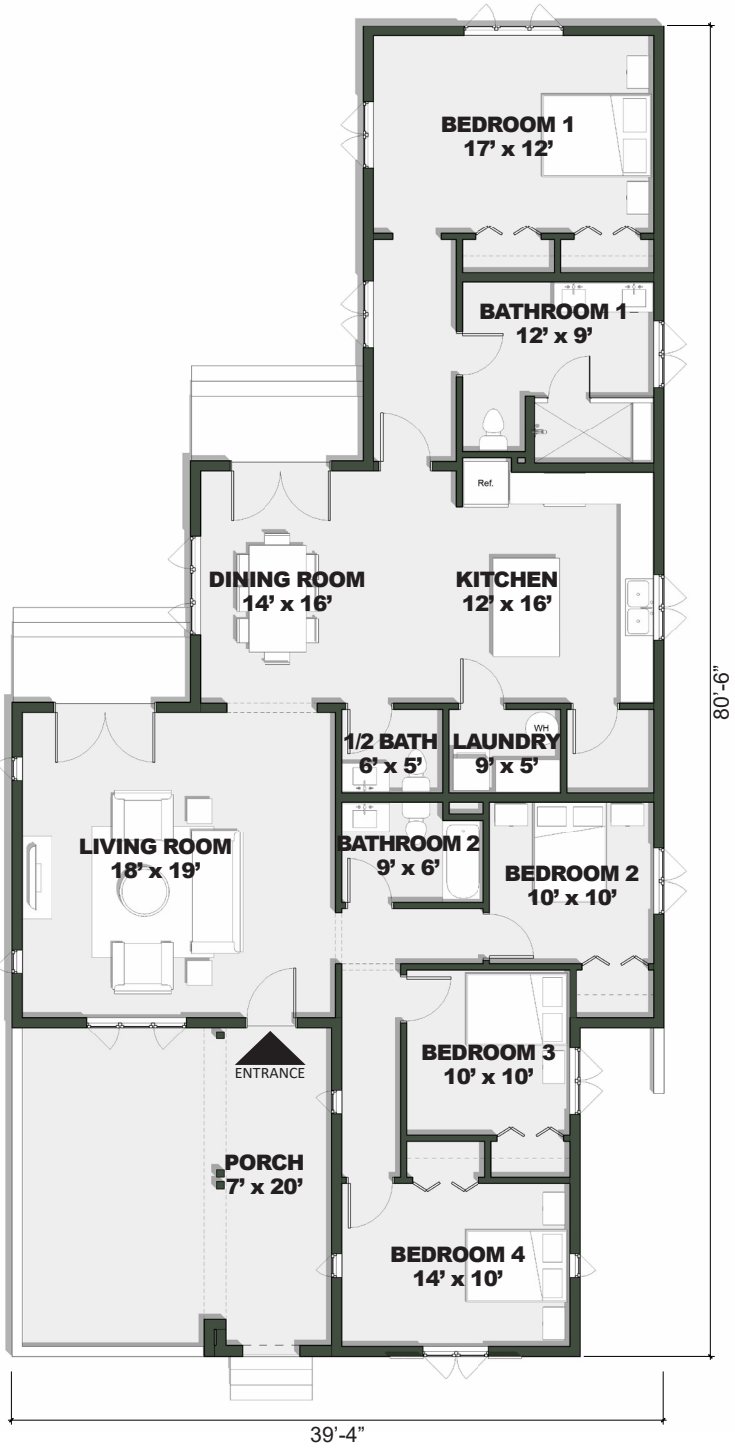 BEDROOM 1
17’ x 12’
BATHROOM 1
12’ x 9’
Ref.
DINING ROOM
14’ x 16’
KITCHEN
12’ x 16’
80’-6”
1/2 BATH
6’ x 5’
LAUNDRY
9’ x 5’
WH
LIVING ROOM
18’ x 19’
BATHROOM 2
9’ x 6’
BEDROOM 2
10’ x 10’
ENTRANCE
BEDROOM 3
10’ x 10’
PORCH
7’ x 20’
BEDROOM 4
14’ x 10’
39’-4”